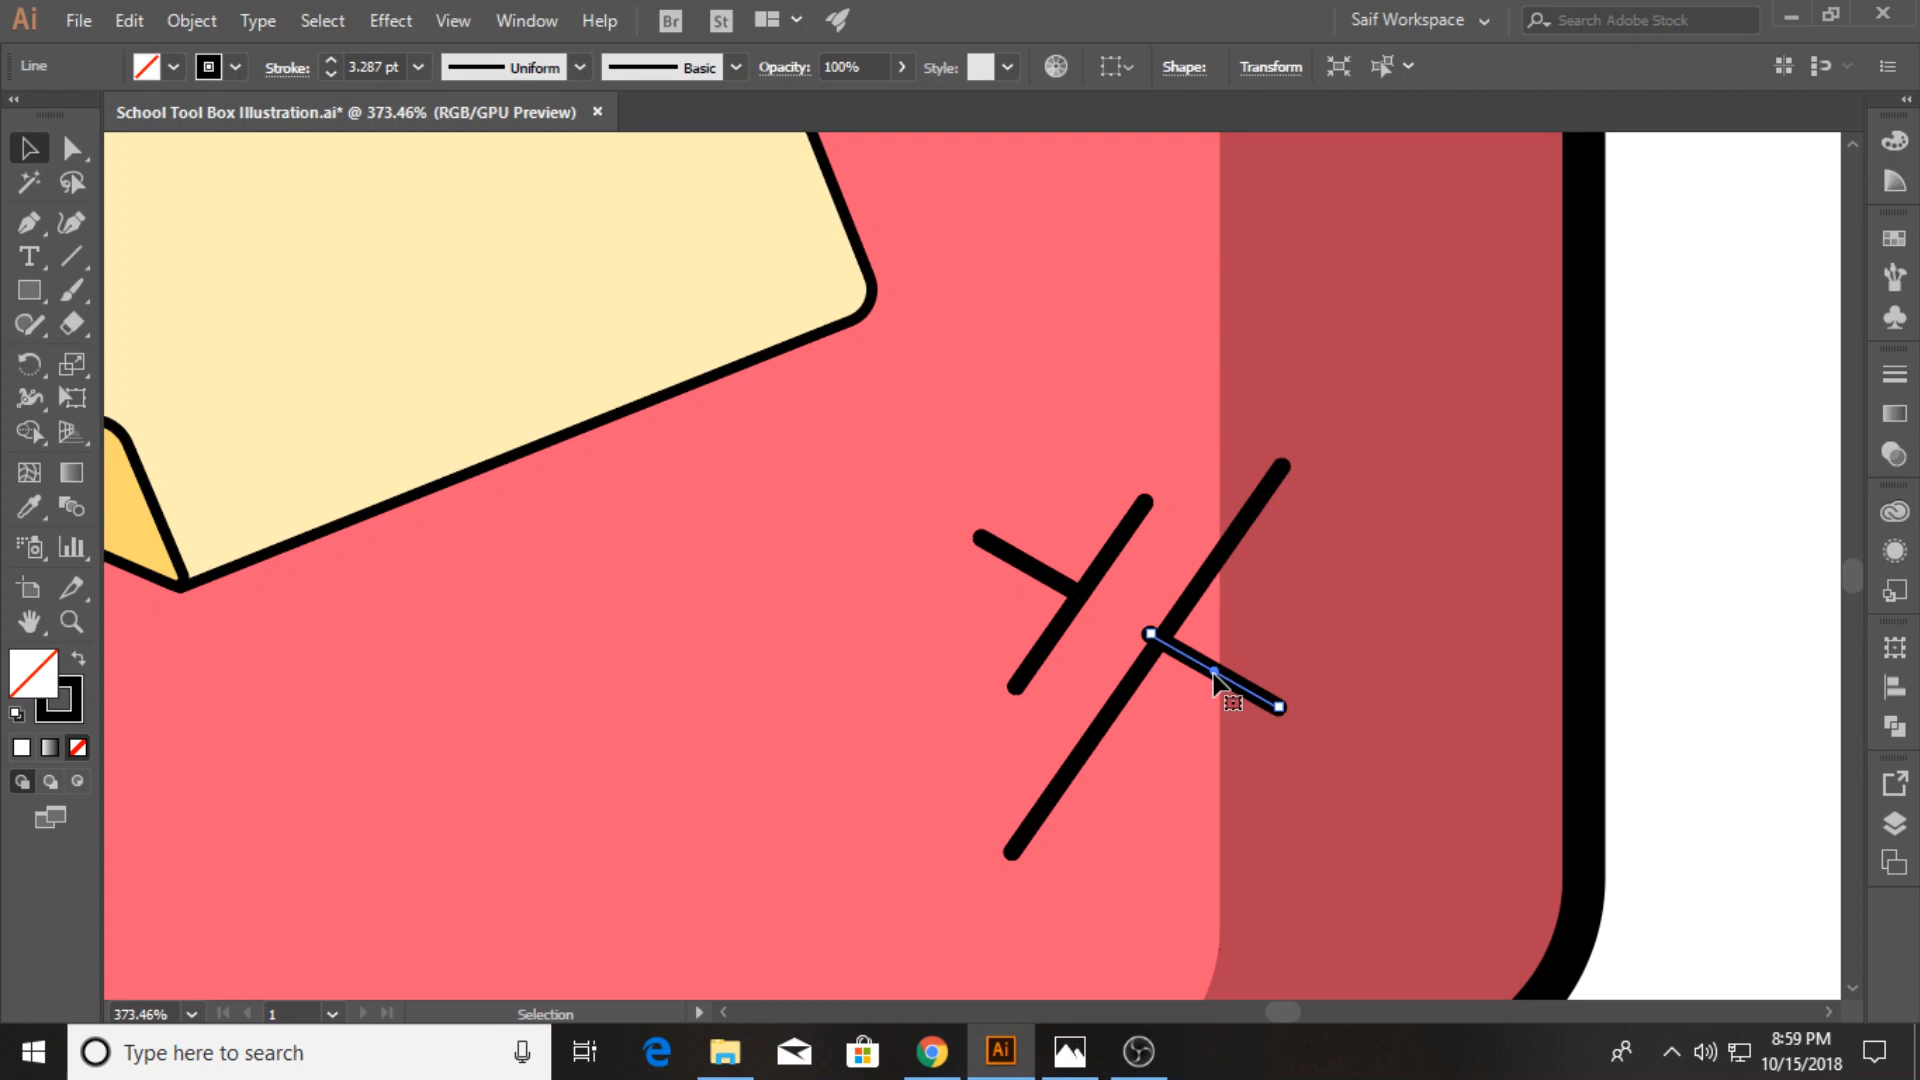 Ai File Edit Object Type Select Effect View Window Help Br St Saif Workspace Search Adobe Stock
Line Stroke: 3.287 pt Uniform Basic Opacity: 100% Style: Shape: Transform
School Tool Box Illustration.ai* @ 373.46% (RGB/GPU Preview)
T
373.46% 1 Selection
Type here to search
Ai
8:59 PM
10/15/2018